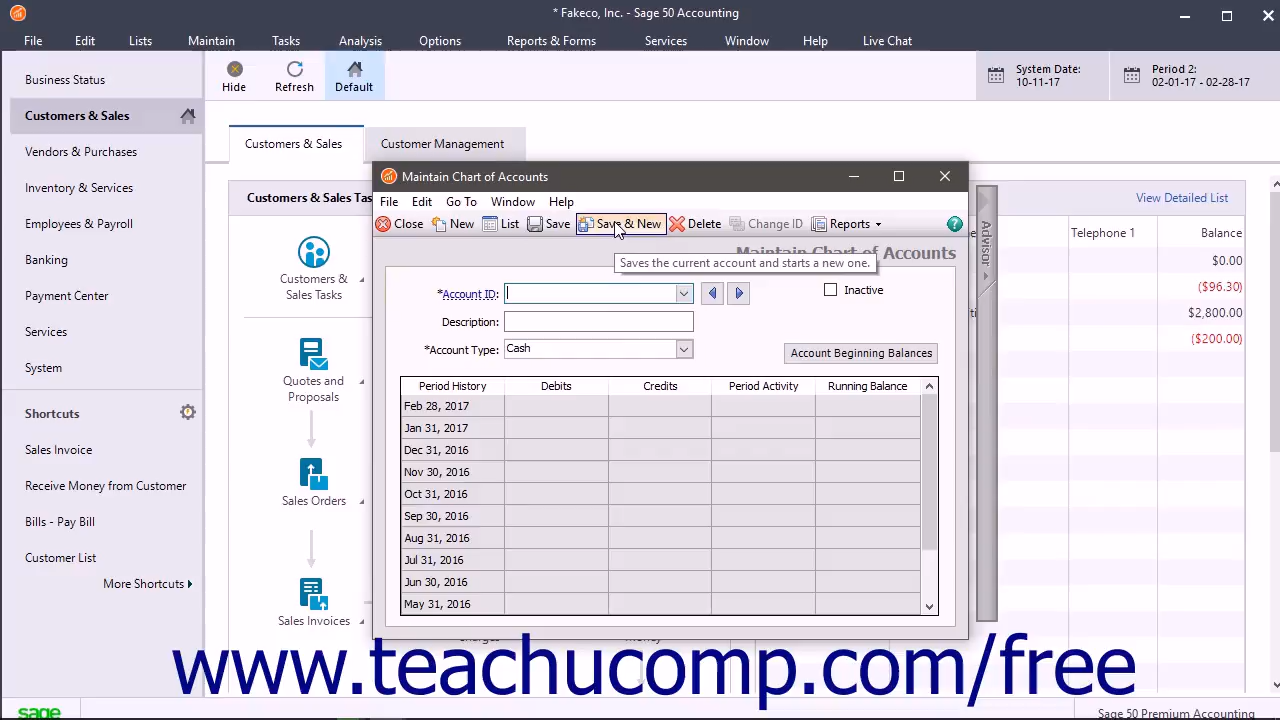 * Fakeco, Inc. - Sage 50 Accounting
File Edit Lists Maintain Tasks Analysis Options Reports & Forms Services Window Help Live Chat
Business Status
Customers & Sales
Vendors & Purchases
Inventory & Services
Employees & Payroll
Banking
Payment Center
Services
System
Shortcuts
Sales Invoice
Receive Money from Customer
Bills - Pay Bill
Customer List
More Shortcuts
Hide Refresh Default
System Date:
10-11-17
Period 2:
02-01-17 - 02-28-17
Customers & Sales Customer Management
Customers & Sales Tas
View Detailed List
Customers &
Sales Tasks
Quotes and
Proposals
Sales Orders
Sales Invoices
Telephone 1 Balance
$0.00
($96.30)
$2,800.00
($200.00)
Advisor
Maintain Chart of Accounts
File Edit Go To Window Help
Close New List Save Save & New Delete Change ID Reports
Maintain Chart of Accounts
Saves the current account and starts a new one.
*Account ID:
Inactive
Description:
*Account Type: Cash
Account Beginning Balances
Period History Debits Credits Period Activity Running Balance
Feb 28, 2017
Jan 31, 2017
Dec 31, 2016
Nov 30, 2016
Oct 31, 2016
Sep 30, 2016
Aug 31, 2016
Jul 31, 2016
Jun 30, 2016
May 31, 2016
www.teachucomp.com/free
sage
Sage 50 Premium Accounting